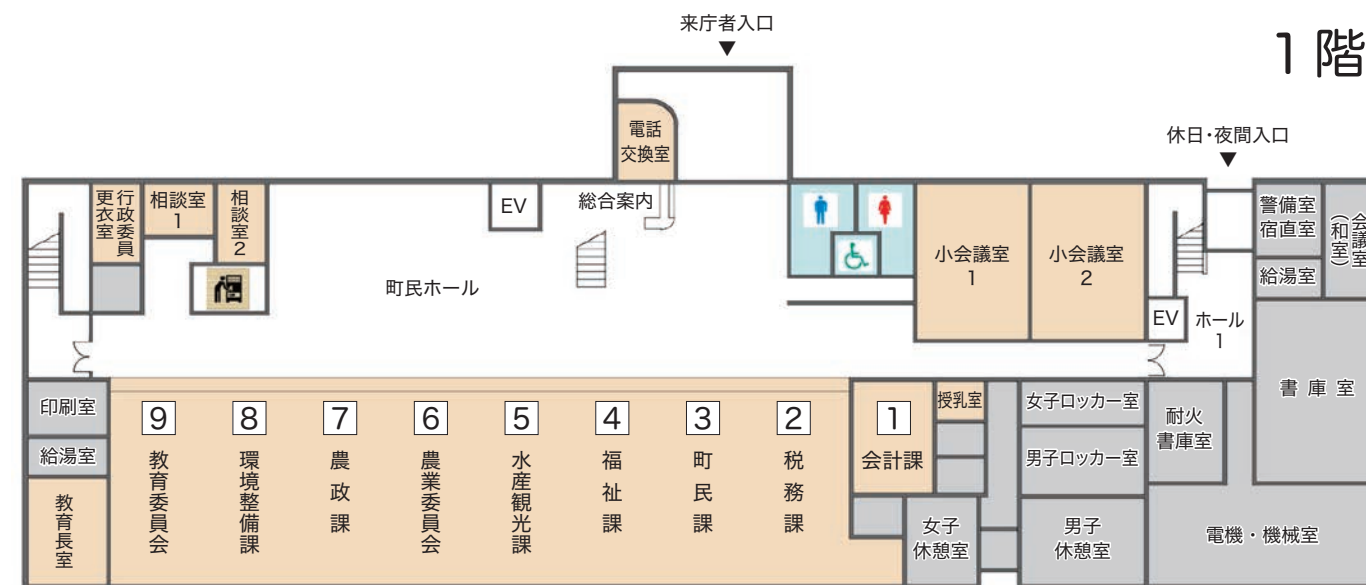 来庁者入口
▼
1階
休日・夜間入口
▼
電話
交換室
行政委員
更衣室
相談室
1
相談室2
EV
総合案内
町民ホール
小会議室
1
小会議室
2
EV
ホール
1
警備室
宿直室
給湯室
会議室
(和室)
書庫室
印刷室
給湯室
教育長室
9
教育委員会
8
環境整備課
7
農政課
6
農業委員会
5
水産観光課
4
福祉課
3
町民課
2
税務課
1
会計課
授乳室
女子
休憩室
女子ロッカー室
男子ロッカー室
男子
休憩室
耐火
書庫室
電機・機械室